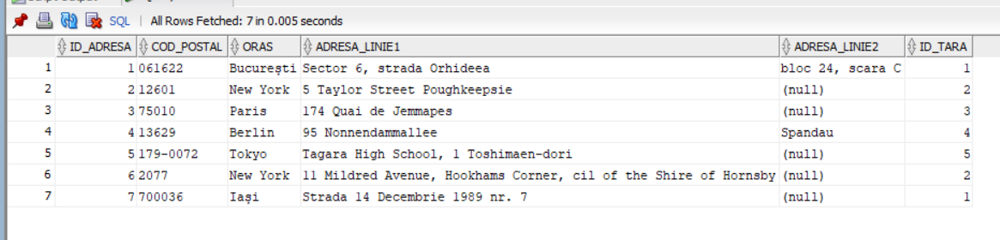 SQL | All Rows Fetched: 7 in 0.005 seconds
ID_ADRESA COD_POSTAL ORAS ADRESA_LINIE1 ADRESA_LINIE2 ID_TARA
1 1 061622 București Sector 6, strada Orhideea bloc 24, scara C 1
2 2 12601 New York 5 Taylor Street Poughkeepsie (null) 2
3 3 75010 Paris 174 Quai de Jemmapes (null) 3
4 4 13629 Berlin 95 Nonnendammallee Spandau 4
5 5 179-0072 Tokyo Tagara High School, 1 Toshimaen-dori (null) 5
6 6 2077 New York 11 Mildred Avenue, Hookhams Corner, cil of the Shire of Hornsby (null) 2
7 7 700036 Iași Strada 14 Decembrie 1989 nr. 7 (null) 1